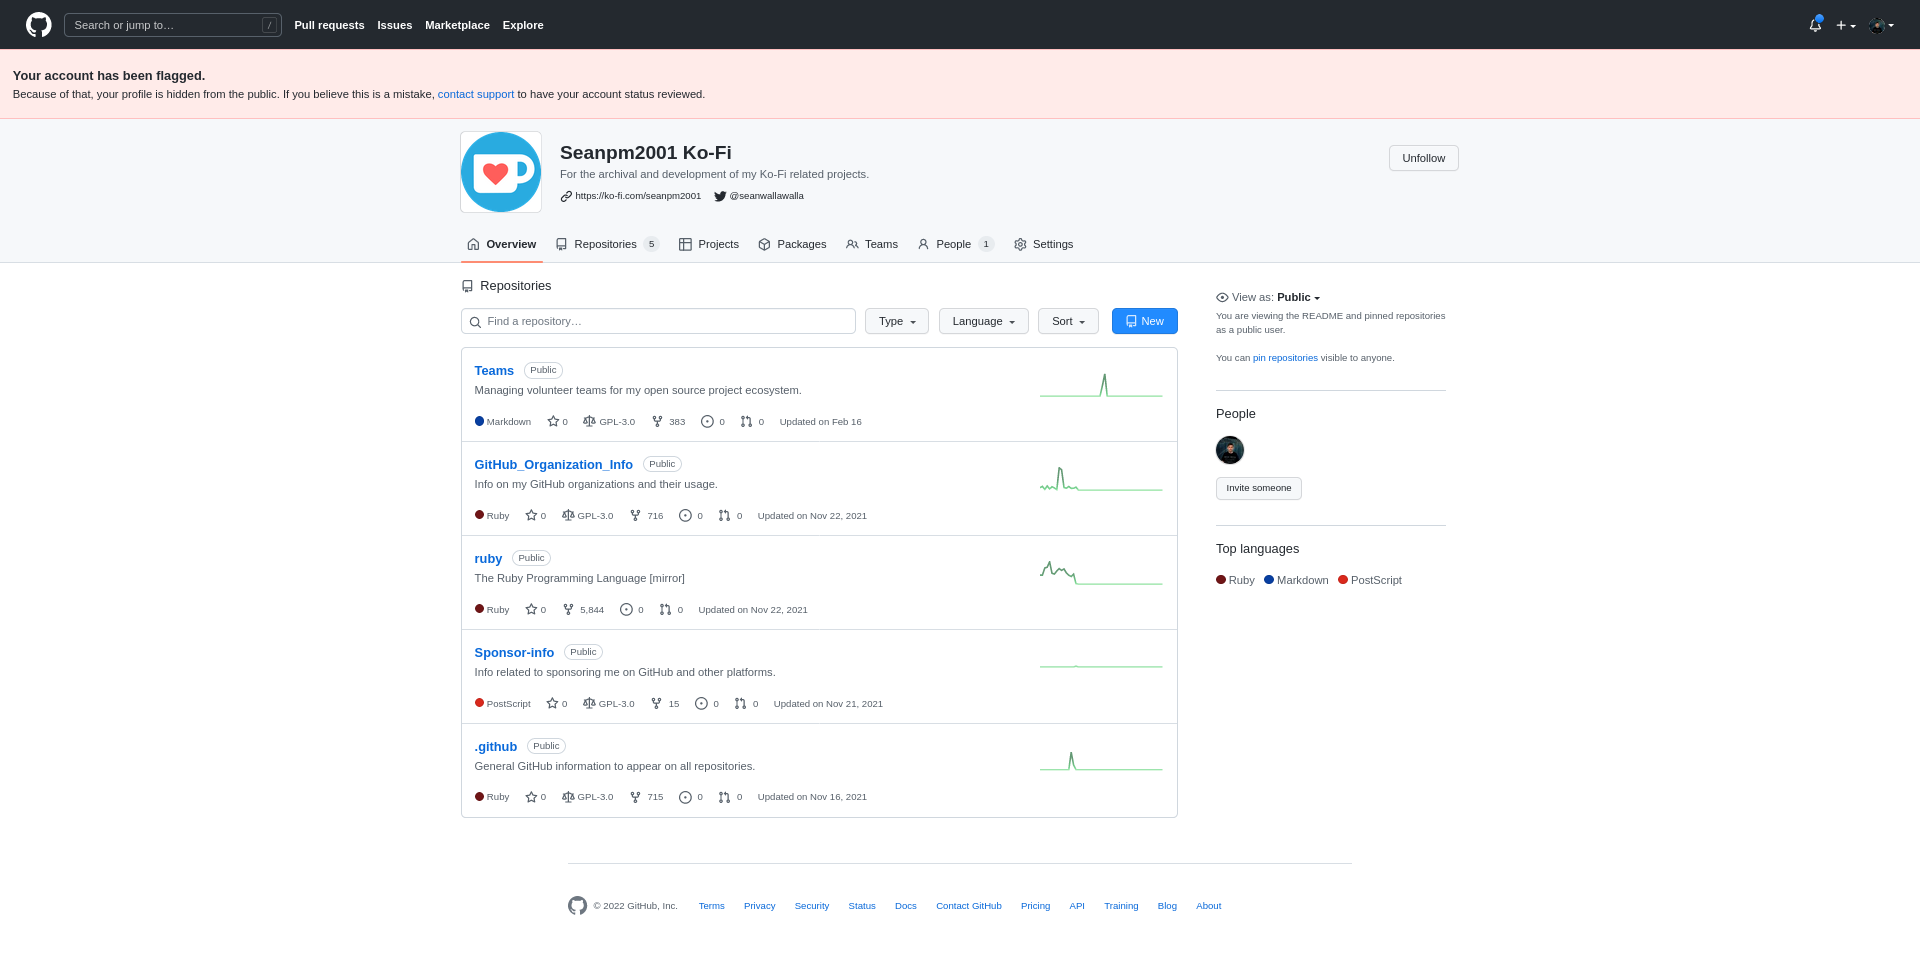 Search or jump to… /
Pull requests Issues Marketplace Explore
Your account has been flagged.
Because of that, your profile is hidden from the public. If you believe this is a mistake, contact support to have your account status reviewed.
Seanpm2001 Ko-Fi
For the archival and development of my Ko-Fi related projects.
https://ko-fi.com/seanpm2001 @seanwallawalla
Unfollow
Overview Repositories 5 Projects Packages Teams People 1 Settings
Repositories
Find a repository… Type Language Sort New
Teams Public
Managing volunteer teams for my open source project ecosystem.
Markdown 0 GPL-3.0 383 0 0 Updated on Feb 16
GitHub_Organization_Info Public
Info on my GitHub organizations and their usage.
Ruby 0 GPL-3.0 716 0 0 Updated on Nov 22, 2021
ruby Public
The Ruby Programming Language [mirror]
Ruby 0 5,844 0 0 Updated on Nov 22, 2021
Sponsor-info Public
Info related to sponsoring me on GitHub and other platforms.
PostScript 0 GPL-3.0 15 0 0 Updated on Nov 21, 2021
.github Public
General GitHub information to appear on all repositories.
Ruby 0 GPL-3.0 715 0 0 Updated on Nov 16, 2021
View as: Public
You are viewing the README and pinned repositories
as a public user.
You can pin repositories visible to anyone.
People
Invite someone
Top languages
Ruby Markdown PostScript
© 2022 GitHub, Inc. Terms Privacy Security Status Docs Contact GitHub Pricing API Training Blog About